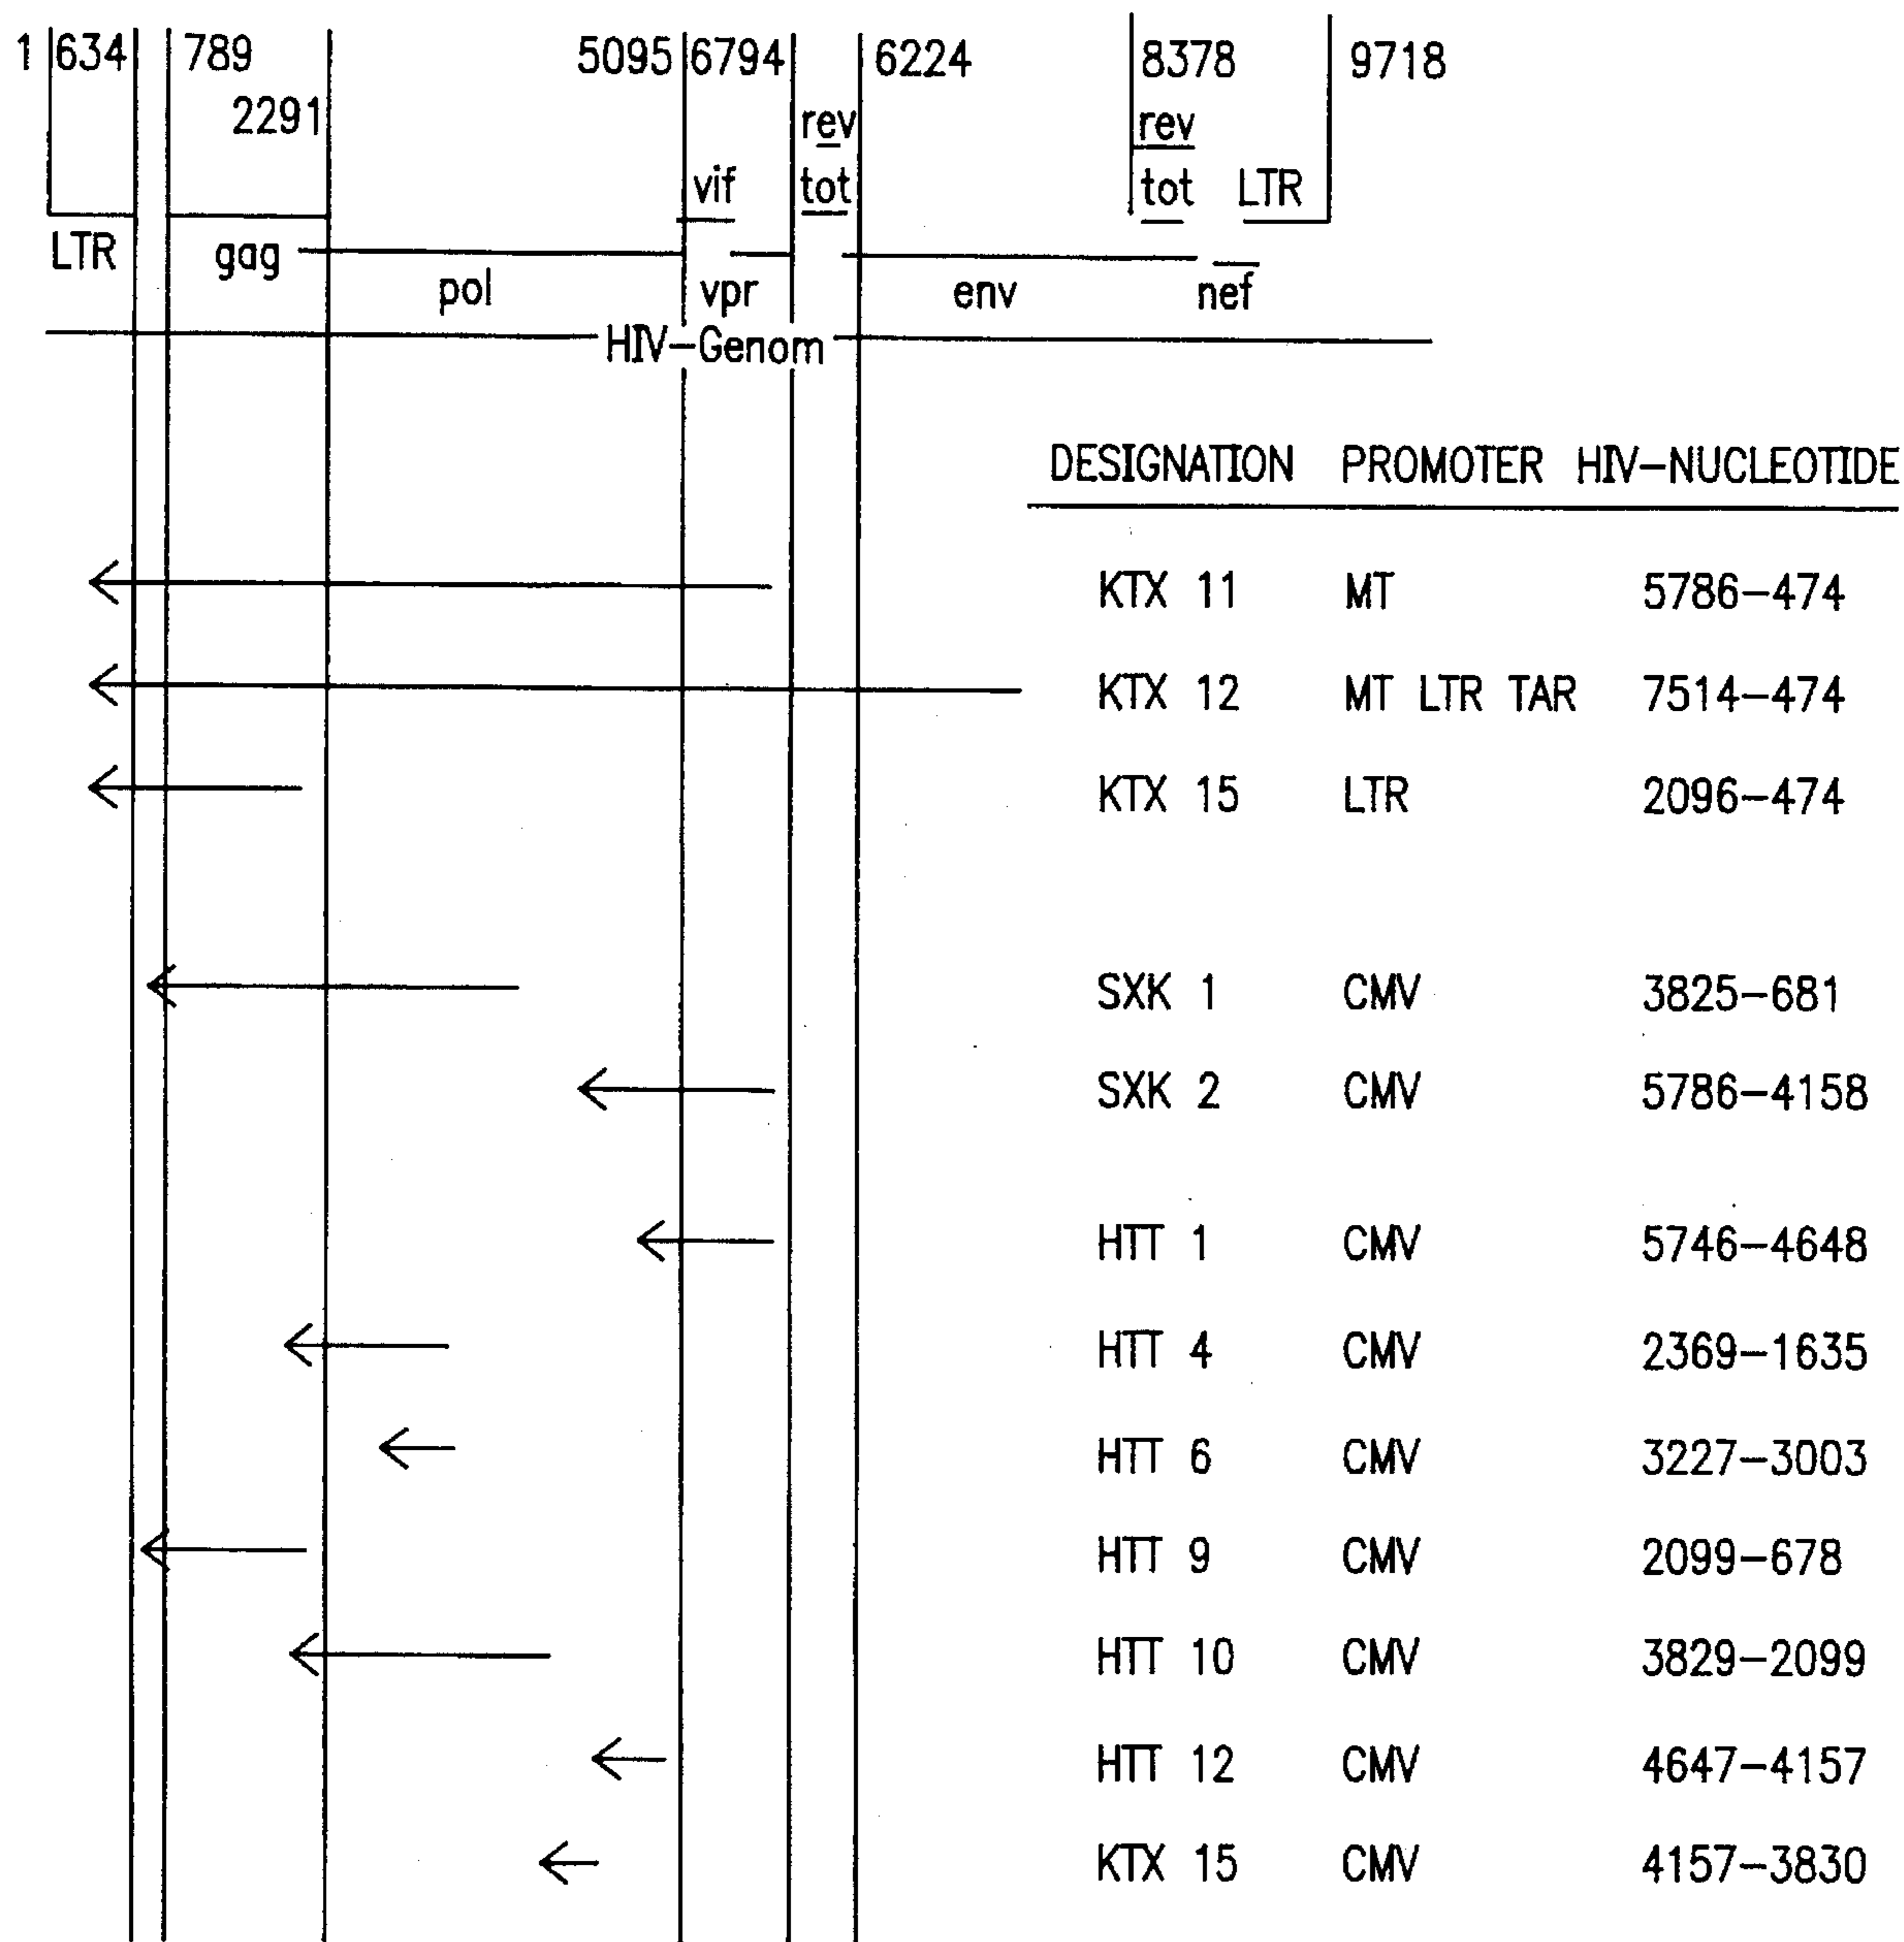 1 634 789 5095 6794 6224 8378 9718
2291 rev rev
vif tot tot LTR
LTR gag
pol vpr env nef
HIV-Genom
DESIGNATION PROMOTER HIV-NUCLEOTIDE
KTX 11 MT 5786-474
KTX 12 MT LTR TAR 7514-474
KTX 15 LTR 2096-474
SXK 1 CMV 3825-681
SXK 2 CMV 5786-4158
HTT 1 CMV 5746-4648
HTT 4 CMV 2369-1635
HTT 6 CMV 3227-3003
HTT 9 CMV 2099-678
HTT 10 CMV 3829-2099
HTT 12 CMV 4647-4157
KTX 15 CMV 4157-3830